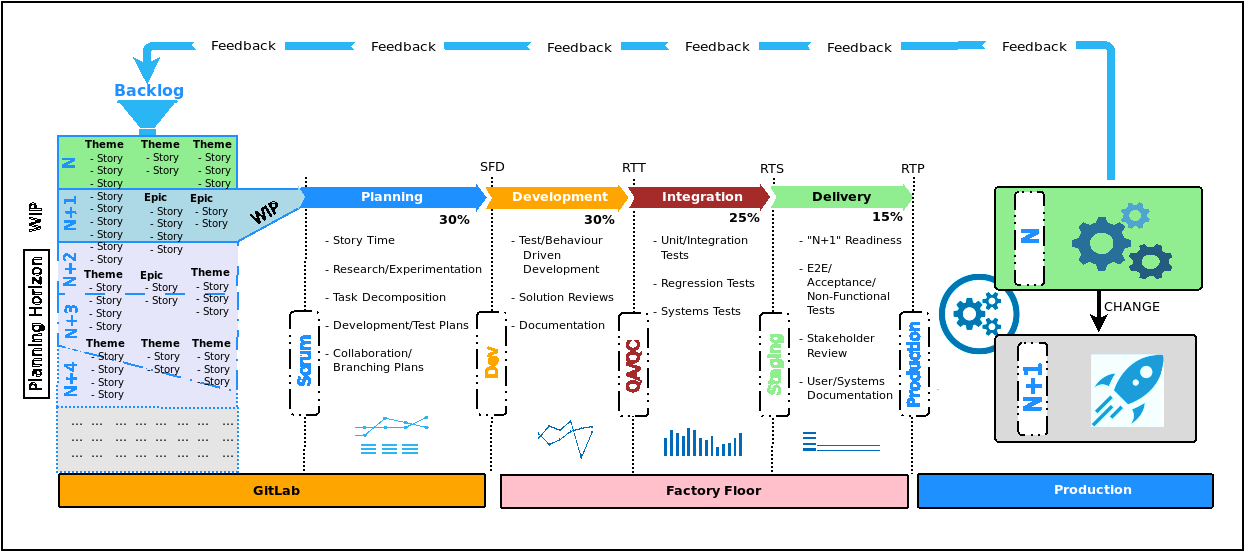 Feedback Feedback Feedback Feedback Feedback Feedback
Backlog
Theme Theme Theme
- Story - Story - Story
- Story - Story - Story
- Story - Story
N
Epic Epic
- Story
- Story - Story - Story
- Story - Story - Story
- Story - Story
N+1
WIP
WIP
- Story - Story
- Story
N+2
Planning Horizon
Theme Epic Theme
- Story - Story - Story
- Story - Story - Story
- Story - Story
N+3
Theme Theme Theme
- Story - Story - Story
- Story - Story - Story
- Story - Story
- Story
N+4
... ... ... ... ... ... ... ...
... ... ... ... ... ... ... ...
... ... ... ... ... ... ... ...
SFD RTT RTS RTP
Planning
30%
- Story Time
- Research/Experimentation
- Task Decomposition
- Development/Test Plans
- Collaboration/
Branching Plans
Scrum
Development
30%
- Test/Behaviour
Driven
Development
- Solution Reviews
- Documentation
Dev
Integration
25%
- Unit/Integration
Tests
- Regression Tests
- Systems Tests
QA/QC
Delivery
15%
- "N+1" Readiness
- E2E/
Acceptance/
Non-Functional
Tests
- Stakeholder
Review
- User/Systems
Documentation
Staging
Production
N
CHANGE
N+1
GitLab
Factory Floor
Production